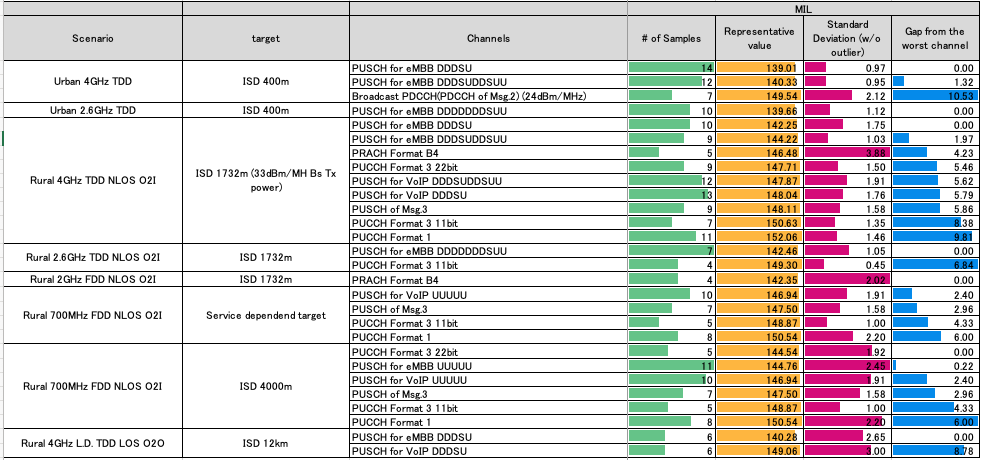 MIL
Scenario target Channels # of Samples Representative value Standard Deviation (w/o outlier) Gap from the worst channel
Urban 4GHz TDD ISD 400m PUSCH for eMBB DDDSU 14 139.01 0.97 0.00
PUSCH for eMBB DDDSUDDSUU 12 140.33 0.95 1.32
Broadcast PDCCH(PDCCH of Msg.2) (24dBm/MHz) 7 149.54 2.12 10.53
Urban 2.6GHz TDD ISD 400m PUSCH for eMBB DDDDDDDSUU 10 139.66 1.12 0.00
Rural 4GHz TDD NLOS O2I ISD 1732m (33dBm/MH Bs Tx power) PUSCH for eMBB DDDSU 10 142.25 1.75 0.00
PUSCH for eMBB DDDSUDDSUU 9 144.22 1.03 1.97
PRACH Format B4 5 146.48 3.88 4.23
PUCCH Format 3 22bit 9 147.71 1.50 5.46
PUSCH for VoIP DDDSUDDSUU 12 147.87 1.91 5.62
PUSCH for VoIP DDDSU 13 148.04 1.76 5.79
PUSCH of Msg.3 9 148.11 1.58 5.86
PUCCH Format 3 11bit 7 150.63 1.35 8.38
PUCCH Format 1 11 152.06 1.46 9.81
Rural 2.6GHz TDD NLOS O2I ISD 1732m PUSCH for eMBB DDDDDDDSUU 7 142.46 1.05 0.00
PUCCH Format 3 11bit 4 149.30 0.45 6.84
Rural 2GHz FDD NLOS O2I ISD 1732m PRACH Format B4 4 142.35 2.02 0.00
Rural 700MHz FDD NLOS O2I Service dependend target PUSCH for VoIP UUUUU 10 146.94 1.91 2.40
PUSCH of Msg.3 7 147.50 1.58 2.96
PUCCH Format 3 11bit 5 148.87 1.00 4.33
PUCCH Format 1 8 150.54 2.20 6.00
Rural 700MHz FDD NLOS O2I ISD 4000m PUCCH Format 3 22bit 5 144.54 1.92 0.00
PUSCH for eMBB UUUUU 11 144.76 2.45 0.22
PUSCH for VoIP UUUUU 10 146.94 1.91 2.40
PUSCH of Msg.3 7 147.50 1.58 2.96
PUCCH Format 3 11bit 5 148.87 1.00 4.33
PUCCH Format 1 8 150.54 2.20 6.00
Rural 4GHz L.D. TDD LOS O2O ISD 12km PUSCH for eMBB DDDSU 6 140.28 2.65 0.00
PUSCH for VoIP DDDSU 6 149.06 3.00 8.78